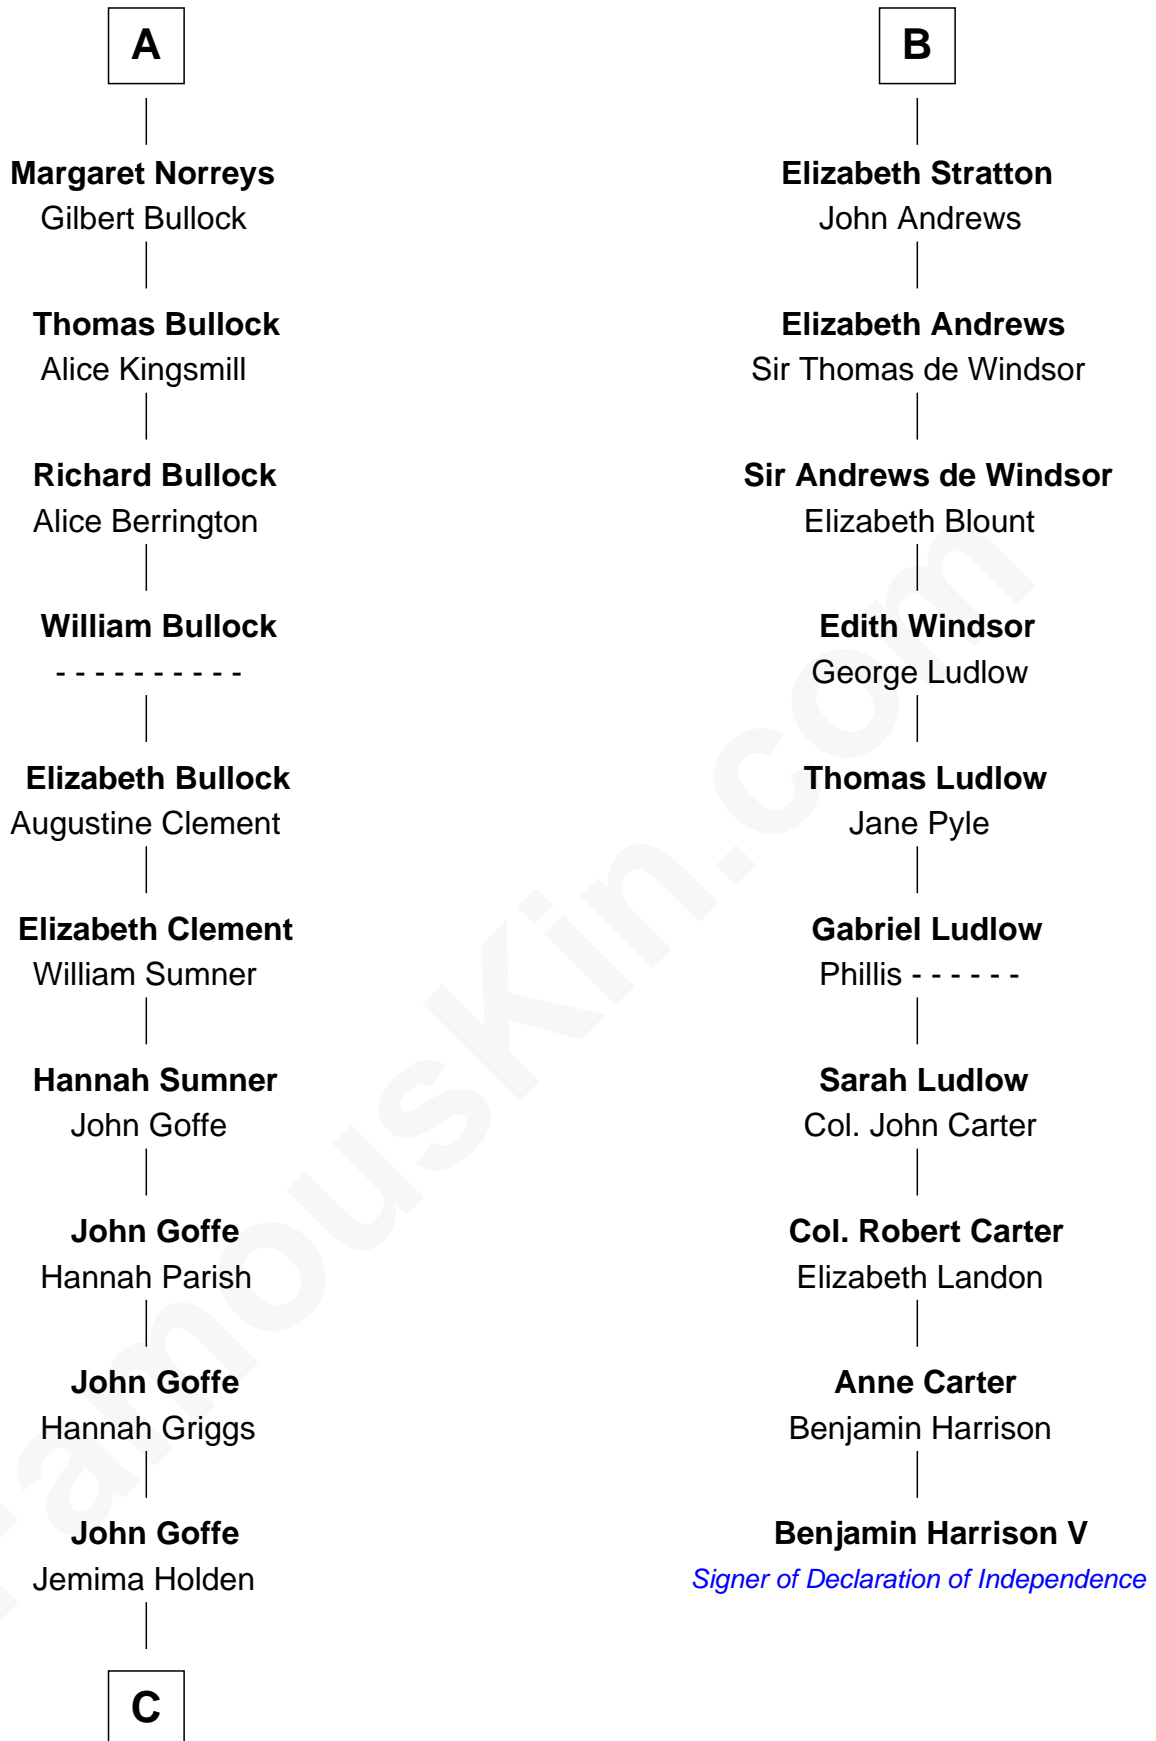 A
Margaret Norreys
Gilbert Bullock
Thomas Bullock
Alice Kingsmill
Richard Bullock
Alice Berrington
William Bullock
- - - - - - - - - -
Elizabeth Bullock
Augustine Clement
Elizabeth Clement
William Sumner
Hannah Sumner
John Goffe
John Goffe
Hannah Parish
John Goffe
Hannah Griggs
John Goffe
Jemima Holden
C
B
Elizabeth Stratton
John Andrews
Elizabeth Andrews
Sir Thomas de Windsor
Sir Andrews de Windsor
Elizabeth Blount
Edith Windsor
George Ludlow
Thomas Ludlow
Jane Pyle
Gabriel Ludlow
Phillis - - - - - -
Sarah Ludlow
Col. John Carter
Col. Robert Carter
Elizabeth Landon
Anne Carter
Benjamin Harrison
Benjamin Harrison V
Signer of Declaration of Independence
FamousKin.com